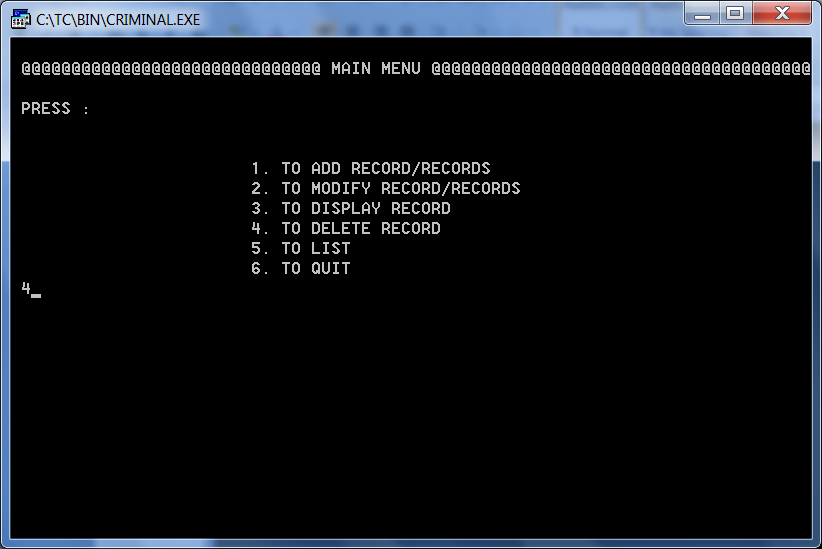 C:\TC\BIN\CRIMINAL.EXE
@@@@@@@@@@@@@@@@@@@@@@@@@@@@@@ MAIN MENU @@@@@@@@@@@@@@@@@@@@@@@@@@@@@@@@@@@@@@
PRESS :
1. TO ADD RECORD/RECORDS
2. TO MODIFY RECORD/RECORDS
3. TO DISPLAY RECORD
4. TO DELETE RECORD
5. TO LIST
6. TO QUIT
4_